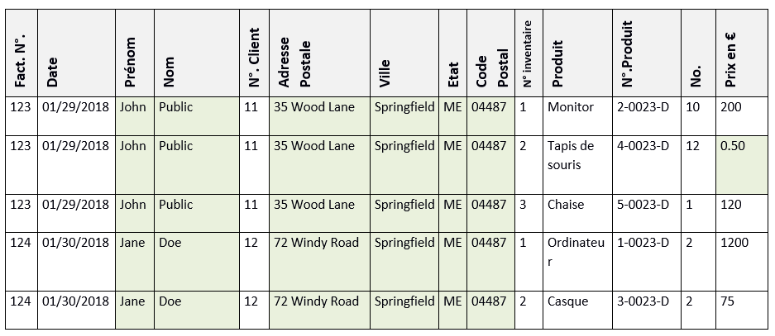 Fact. N°. Date Prénom Nom N°. Client Adresse Postale Ville Etat Code Postal N° inventaire Produit N°.Produit No. Prix en €
123 01/29/2018 John Public 11 35 Wood Lane Springfield ME 04487 1 Monitor 2-0023-D 10 200
123 01/29/2018 John Public 11 35 Wood Lane Springfield ME 04487 2 Tapis de 4-0023-D 12 0.50
souris
123 01/29/2018 John Public 11 35 Wood Lane Springfield ME 04487 3 Chaise 5-0023-D 1 120
124 01/30/2018 Jane Doe 12 72 Windy Road Springfield ME 04487 1 Ordinateu 1-0023-D 2 1200
r
124 01/30/2018 Jane Doe 12 72 Windy Road Springfield ME 04487 2 Casque 3-0023-D 2 75